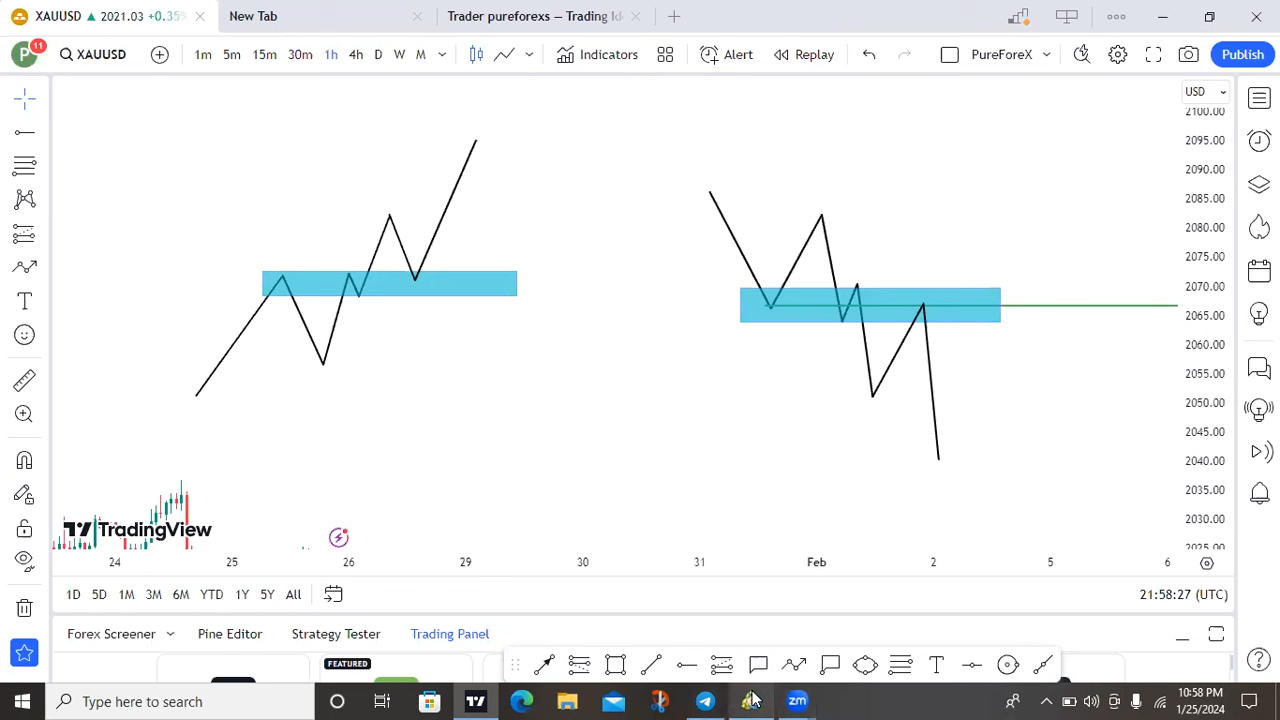 XAUUSD ▲ 2021.03 +0.35%
New Tab
Trader pureforexs — Trading Id
P
11
XAUUSD
1m 5m 15m 30m 1h 4h D W M
Indicators
Alert
Replay
PureForeX
Publish
USD
2100.00
2095.00
2090.00
2085.00
2080.00
2075.00
2070.00
2065.00
2060.00
2055.00
2050.00
2045.00
2040.00
2035.00
2030.00
2025.00
TradingView
24 25 26 29 30 31 Feb 2 5 6
1D 5D 1M 3M 6M YTD 1Y 5Y All
21:58:27 (UTC)
Forex Screener
Pine Editor
Strategy Tester
Trading Panel
FEATURED
Type here to search
zm
10:58 PM
1/25/2024